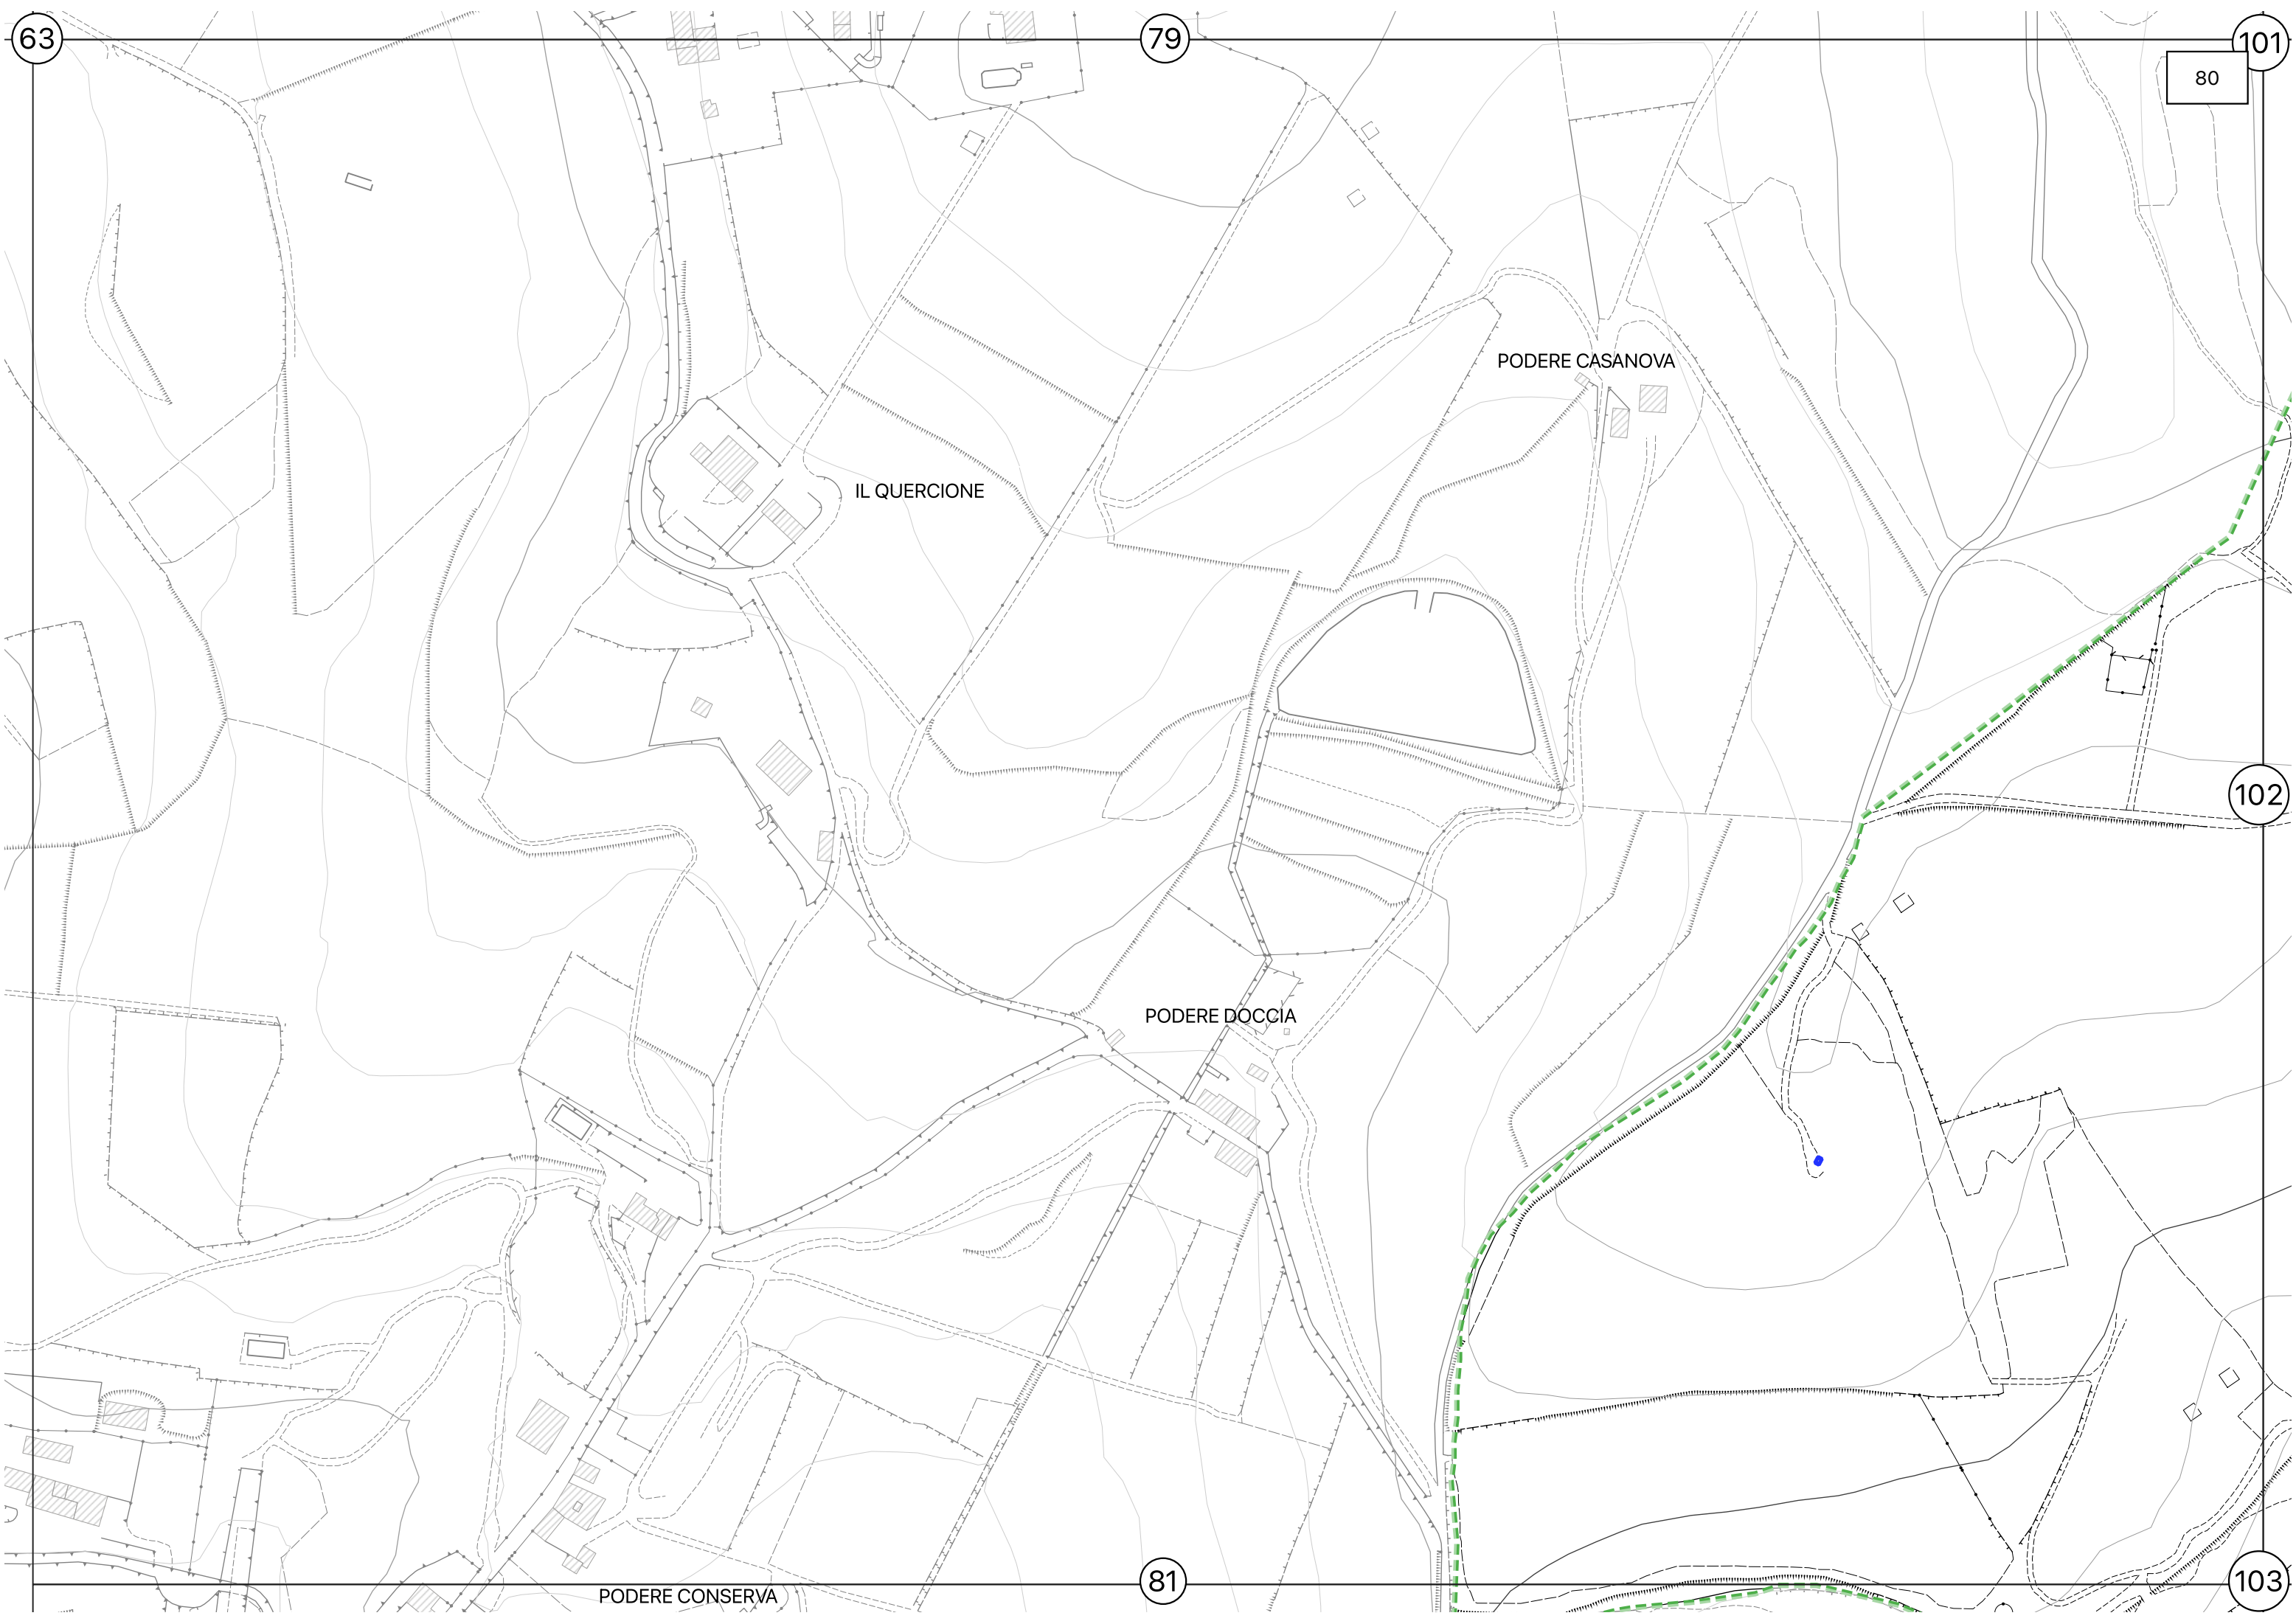 63
79
101
80
PODERE CASANOVA
IL QUERCIONE
102
PODERE DOCCIA
81
103
PODERE CONSERVA